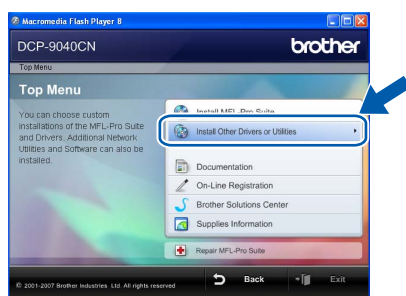 Macromedia Flash Player 8
DCP-9040CN
brother
Top Menu
Top Menu
You can choose custom
installations of the MFL-Pro Suite
and Drivers. Additional Network
Utilities and Software can also be
installed.
Install MFL-Pro Suite
Install Other Drivers or Utilities
Documentation
On-Line Registration
Brother Solutions Center
Supplies Information
Repair MFL-Pro Suite
© 2001-2007 Brother Industries Ltd. All rights reserved
Back
Exit